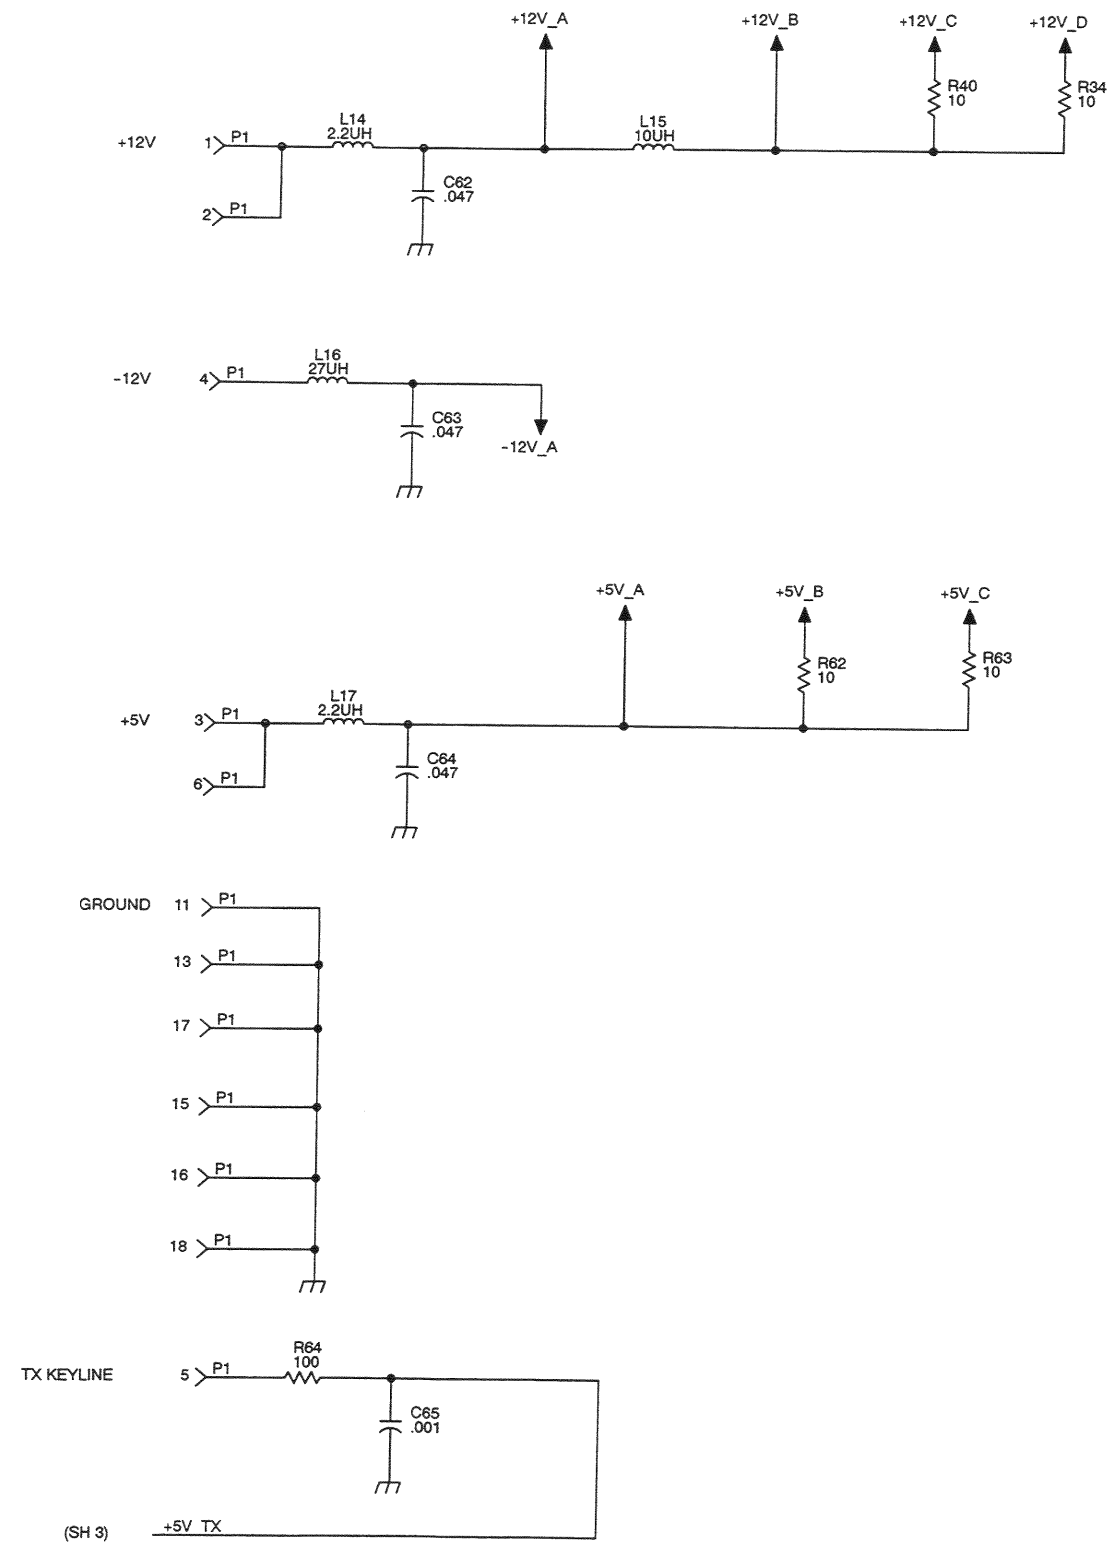 +12V_A
+12V_B
+12V_C
+12V_D
R40
10
R34
10
L14
2.2UH
L15
10UH
+12V
1 P1
C62
.047
2 P1
L16
27UH
-12V
4 P1
C63
.047
-12V_A
+5V_A
+5V_B
+5V_C
R62
10
R63
10
L17
2.2UH
+5V
3 P1
C64
.047
6 P1
GROUND 11 P1
13 P1
17 P1
15 P1
16 P1
18 P1
R64
100
TX KEYLINE 5 P1
C65
.001
(SH 3) +5V_TX